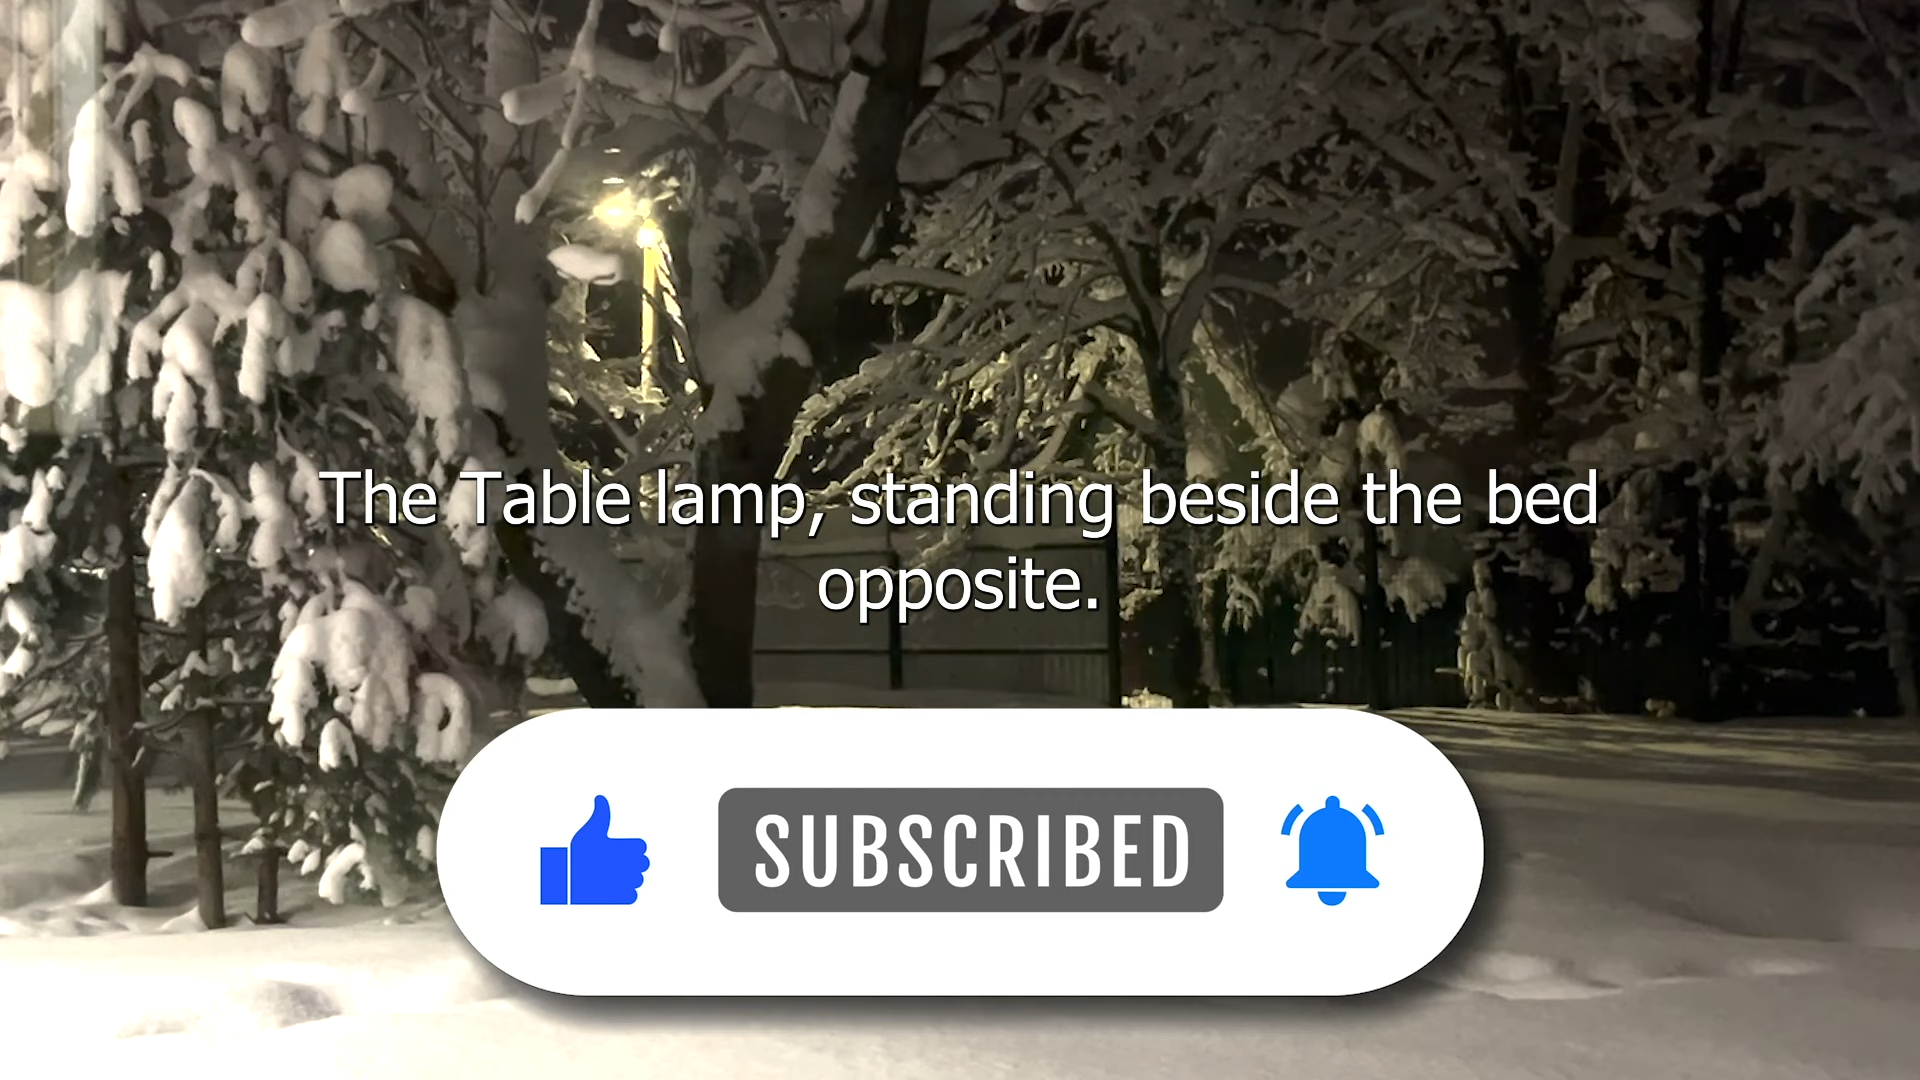 The Table lamp, standing beside the bed
opposite.
SUBSCRIBED